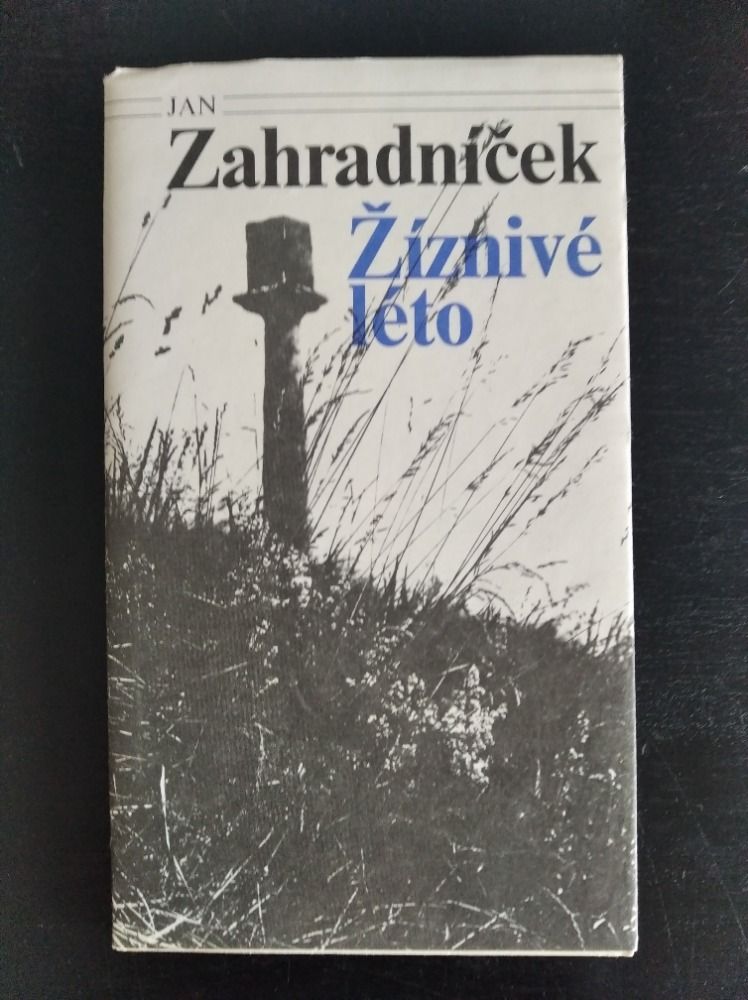 JAN
Zahradníček
Žíznivé
léto